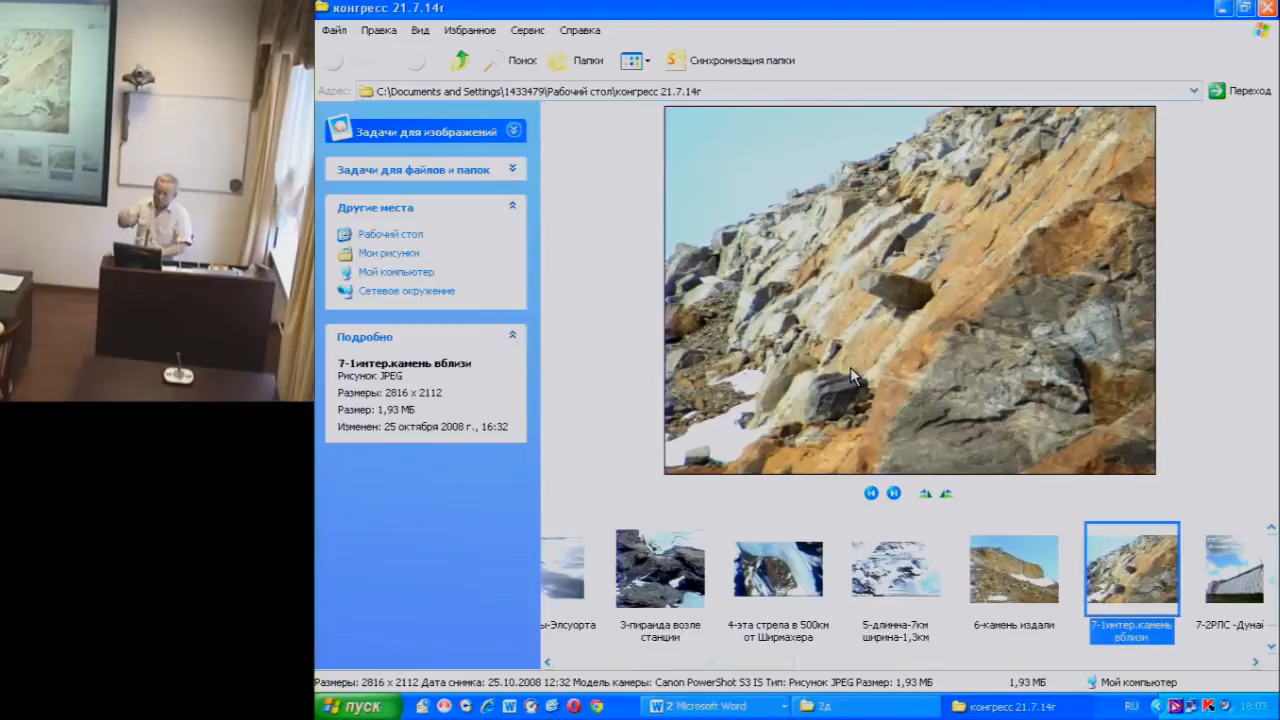 конгресс 21.7.14г
Файл Правка Вид Избранное Сервис Справка
Поиск Папки Синхронизация папки
Адрес: C:\Documents and Settings\1433479\Рабочий стол\конгресс 21.7.14г Переход
Задачи для изображений
Задачи для файлов и папок
Другие места
Рабочий стол
Мои рисунки
Мой компьютер
Сетевое окружение
Подробно
7-1интер.камень вблизи
Рисунок JPEG
Размеры: 2816 x 2112
Размер: 1,93 МБ
Изменен: 25 октября 2008 г., 16:32
ы-Элсуорта
3-пираида возле
станции
4-эта стрела в 500км
от Ширмахера
5-длинна-7км
ширина-1,3км
6-камень издали
7-1интер.камень
вблизи
7-2РЛС -Дунай
Размеры: 2816 x 2112 Дата снимка: 25.10.2008 12:32 Модель камеры: Canon PowerShot S3 IS Тип: Рисунок JPEG Размер: 1,93 МБ
1,93 МБ
Мой компьютер
пуск
2 Microsoft Word
2д
конгресс 21.7.14г
RU
18:03